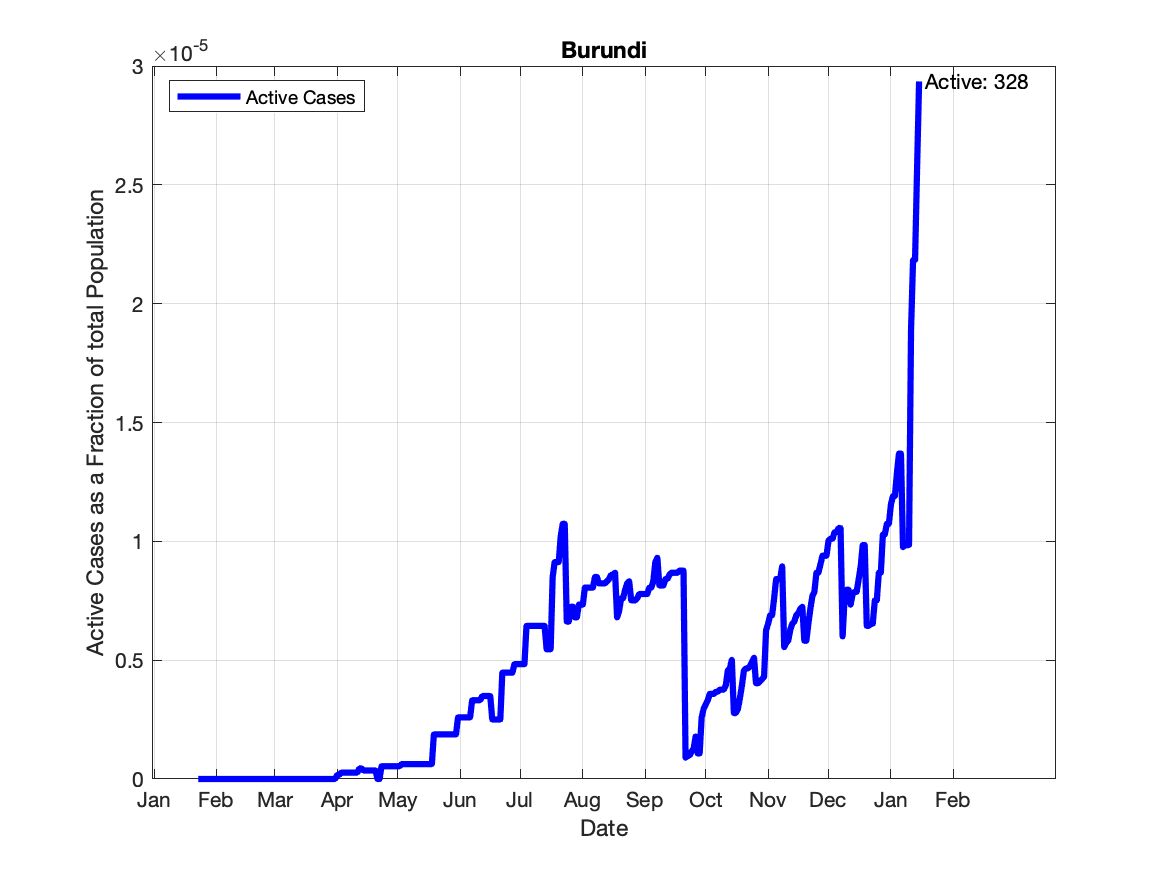 Burundi
×10-5
Active Cases
Active: 328
3
2.5
2
1.5
1
0.5
0
Active Cases as a Fraction of total Population
Jan Feb Mar Apr May Jun Jul Aug Sep Oct Nov Dec Jan Feb
Date